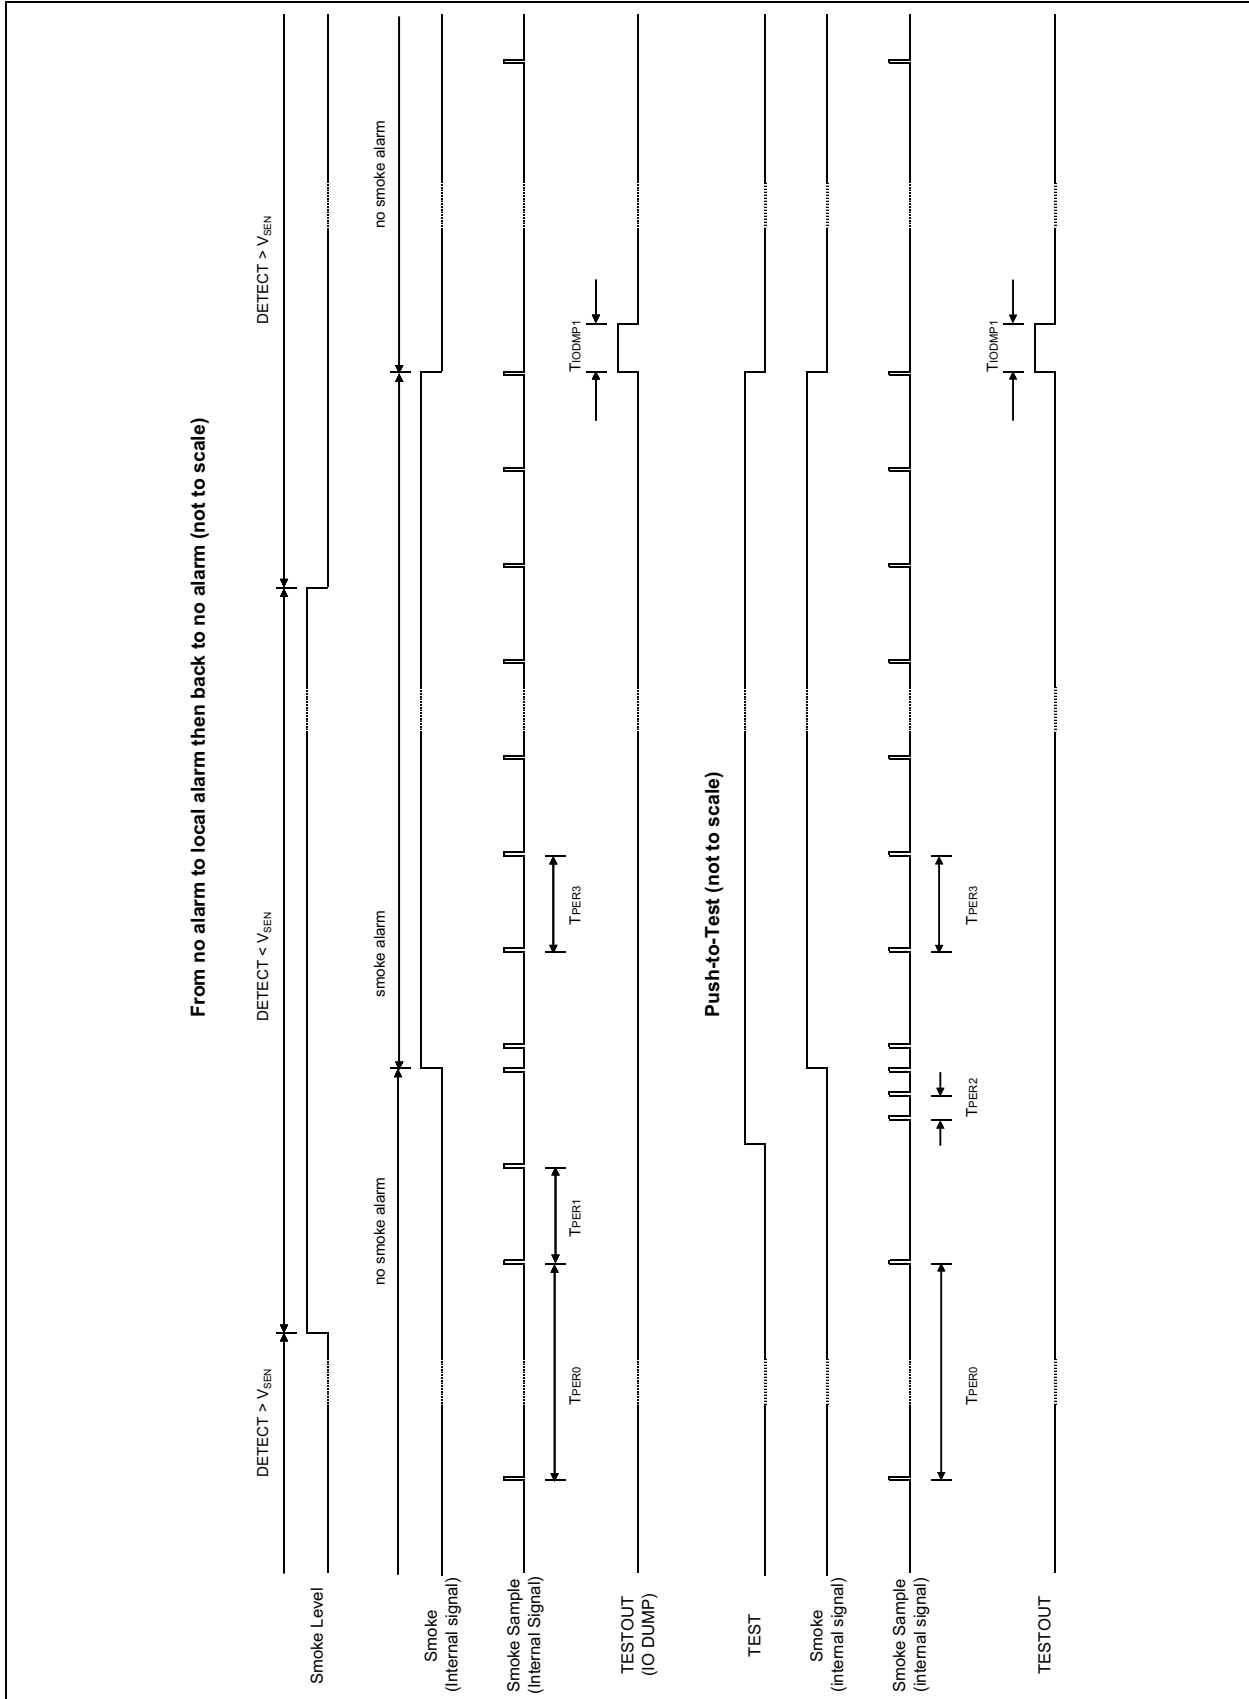 From no alarm to local alarm then back to no alarm (not to scale)
DETECT > VSEN
DETECT < VSEN
DETECT > VSEN
Smoke Level
no smoke alarm
smoke alarm
no smoke alarm
Smoke
(Internal signal)
Smoke Sample
(Internal Signal)
TPER0
TPER1
TPER3
TIODMP1
TESTOUT
(IO DUMP)
Push-to-Test (not to scale)
TEST
Smoke
(internal signal)
Smoke Sample
(internal signal)
TPER0
TPER2
TPER3
TIODMP1
TESTOUT